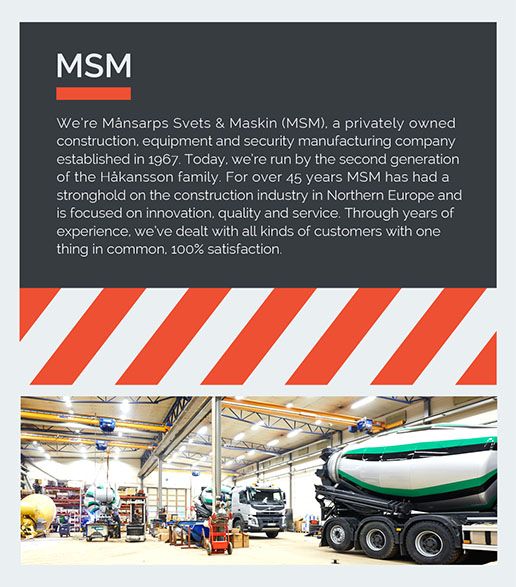 MSM
We're Månsarps Svets & Maskin (MSM), a privately owned
construction, equipment and security manufacturing company
established in 1967. Today, we're run by the second generation
of the Håkansson family. For over 45 years MSM has had a
stronghold on the construction industry in Northern Europe and
is focused on innovation, quality and service. Through years of
experience, we've dealt with all kinds of customers with one
thing in common, 100% satisfaction.